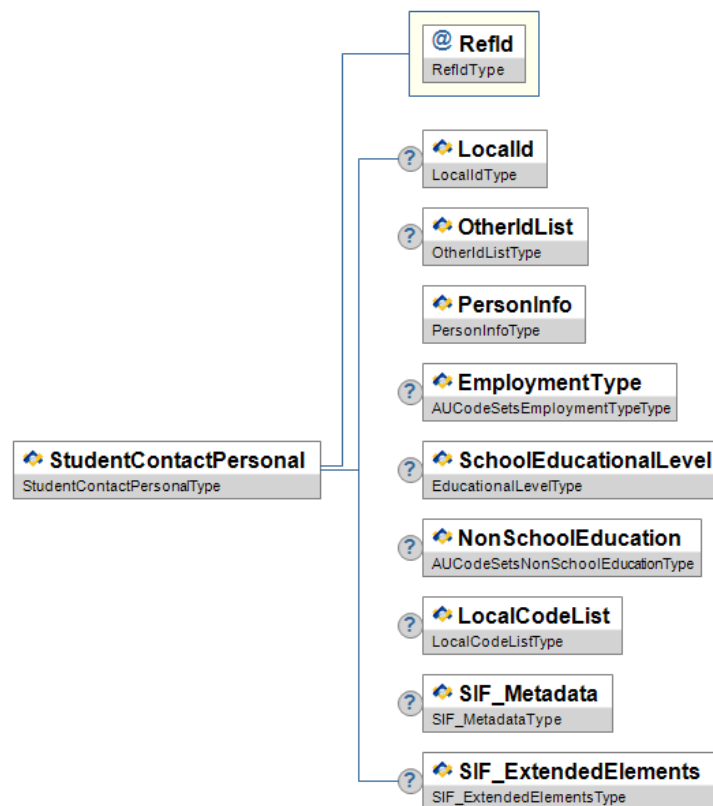 @ RefId
RefIdType
? LocalId
LocalIdType
? OtherIdList
OtherIdListType
PersonInfo
PersonInfoType
? EmploymentType
AUCodeSetsEmploymentTypeType
StudentContactPersonal
StudentContactPersonalType
? SchoolEducationalLevel
EducationalLevelType
? NonSchoolEducation
AUCodeSetsNonSchoolEducationType
? LocalCodeList
LocalCodeListType
? SIF_Metadata
SIF_MetadataType
? SIF_ExtendedElements
SIF_ExtendedElementsType